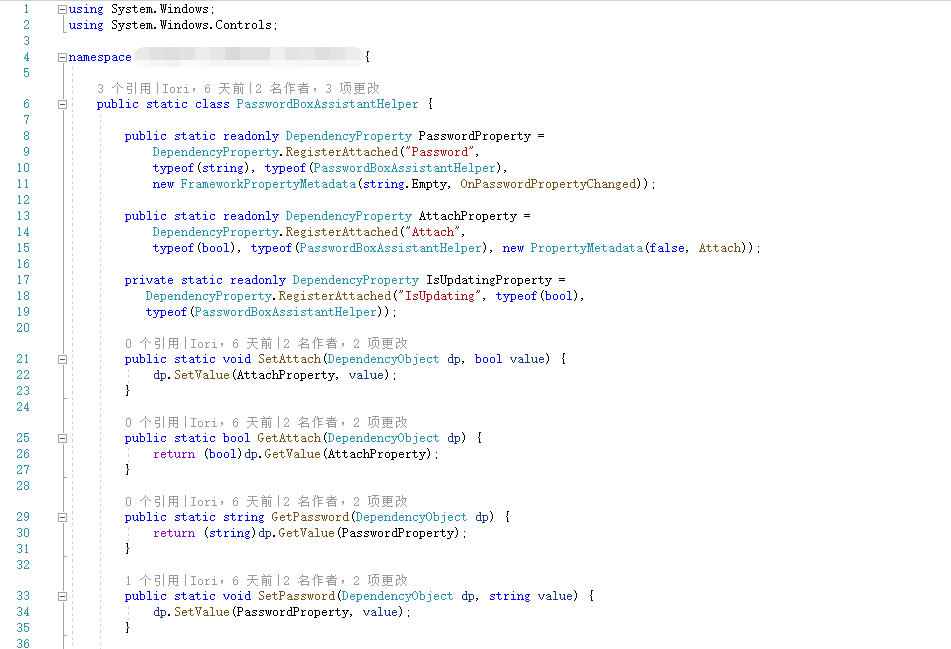 1 using System.Windows;
2 using System.Windows.Controls;
3
4 namespace {
5
3 个引用|Iori，6 天前|2 名作者，3 项更改
6 public static class PasswordBoxAssistantHelper {
7
8 public static readonly DependencyProperty PasswordProperty =
9 DependencyProperty.RegisterAttached("Password",
10 typeof(string), typeof(PasswordBoxAssistantHelper),
11 new FrameworkPropertyMetadata(string.Empty, OnPasswordPropertyChanged));
12
13 public static readonly DependencyProperty AttachProperty =
14 DependencyProperty.RegisterAttached("Attach",
15 typeof(bool), typeof(PasswordBoxAssistantHelper), new PropertyMetadata(false, Attach));
16
17 private static readonly DependencyProperty IsUpdatingProperty =
18 DependencyProperty.RegisterAttached("IsUpdating", typeof(bool),
19 typeof(PasswordBoxAssistantHelper));
20
0 个引用|Iori，6 天前|2 名作者，2 项更改
21 public static void SetAttach(DependencyObject dp, bool value) {
22 dp.SetValue(AttachProperty, value);
23 }
24
0 个引用|Iori，6 天前|2 名作者，2 项更改
25 public static bool GetAttach(DependencyObject dp) {
26 return (bool)dp.GetValue(AttachProperty);
27 }
28
0 个引用|Iori，6 天前|2 名作者，2 项更改
29 public static string GetPassword(DependencyObject dp) {
30 return (string)dp.GetValue(PasswordProperty);
31 }
32
1 个引用|Iori，6 天前|2 名作者，2 项更改
33 public static void SetPassword(DependencyObject dp, string value) {
34 dp.SetValue(PasswordProperty, value);
35 }
36